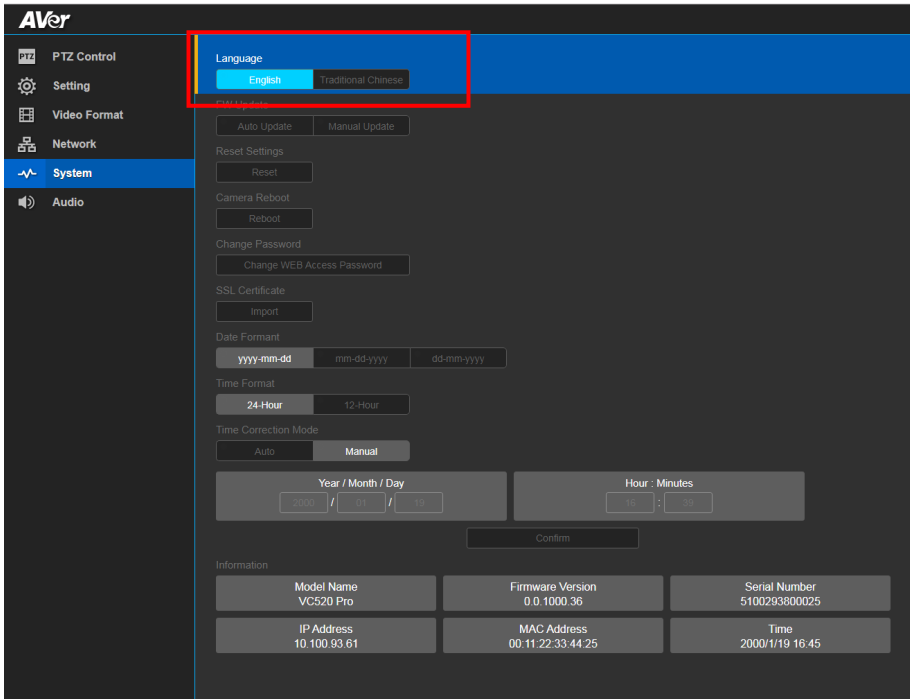 AVer
PTZ PTZ Control
Setting
Video Format
Network
System
Audio
Language
English Traditional Chinese
FW Update
Auto Update Manual Update
Reset Settings
Reset
Camera Reboot
Reboot
Change Password
Change WEB Access Password
SSL Certificate
Import
Date Formant
yyyy-mm-dd mm-dd-yyyy dd-mm-yyyy
Time Format
24-Hour 12-Hour
Time Correction Mode
Auto Manual
Year / Month / Day Hour : Minutes
2000 / 01 / 19 16 : 39
Confirm
Information
Model Name Firmware Version Serial Number
VC520 Pro 0.0.1000.36 5100293800025
IP Address MAC Address Time
10.100.93.61 00:11:22:33:44:25 2000/1/19 16:45